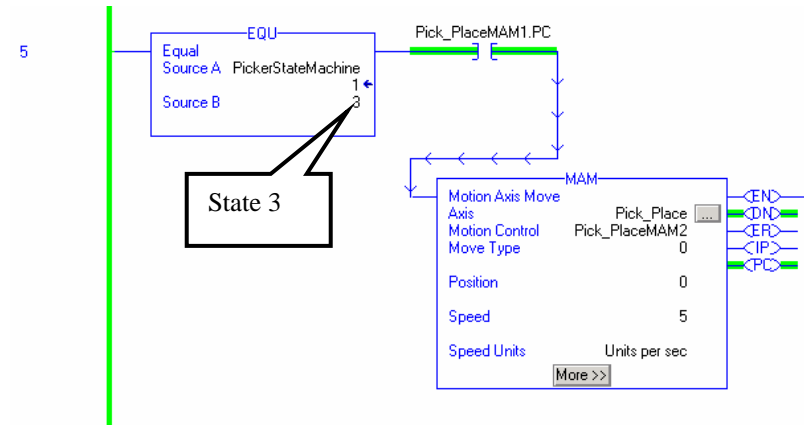 5
EQU
Equal
Source A PickerStateMachine
1
Source B
3
Pick_PlaceMAM1.PC
State 3
MAM
Motion Axis Move
Axis Pick_Place ...
Motion Control Pick_PlaceMAM2
Move Type 0
Position 0
Speed 5
Speed Units Units per sec
More >>
EN
DN
ER
IP
PC